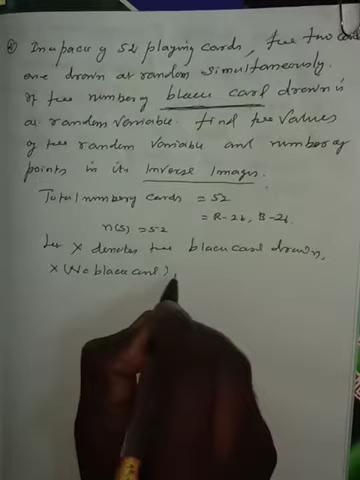 In a pack of 52 playing cards, the two card
are drawn at random simultaneously.
if the number of black card drawn is
a random variable. find the values
of the random variable and number of
points in its Inverse Images.
Total number of cards = 52
= R-26, B-26
n(S) = 52
Let X denotes the black card drawn,
X (No black card)